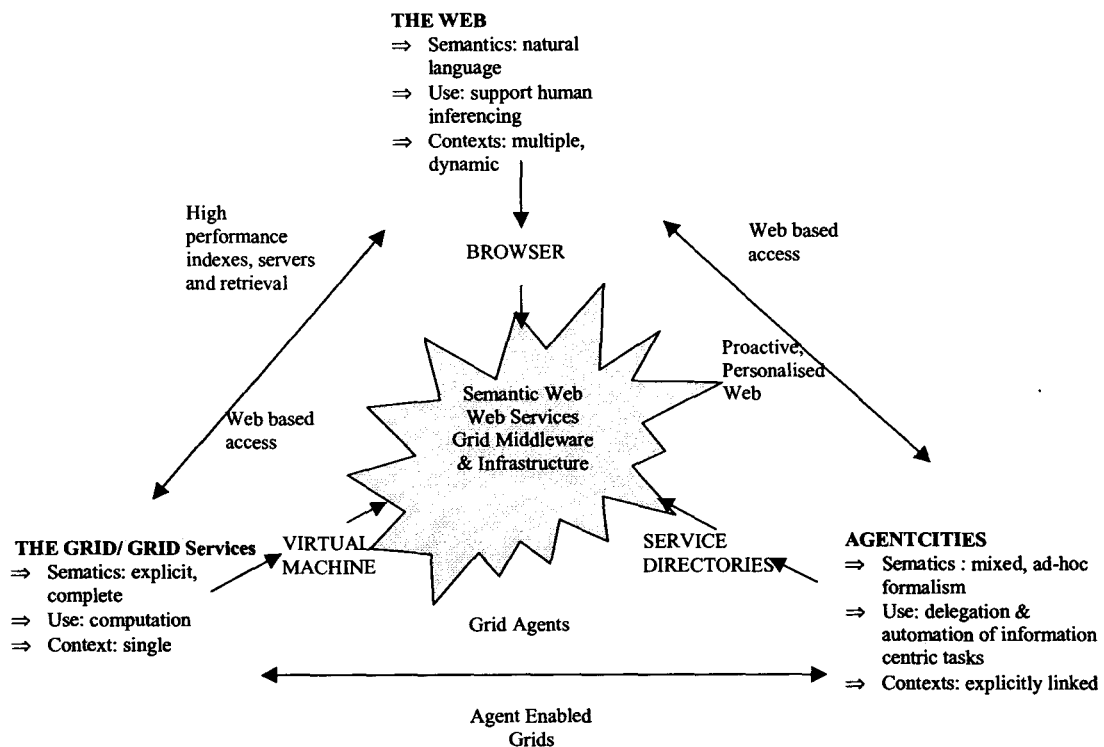 THE WEB
⇒ Semantics: natural
language
⇒ Use: support human
inferencing
⇒ Contexts: multiple,
dynamic
High
performance
indexes, servers
and retrieval
BROWSER
Web based
access
Proactive,
Personalised
Web
Semantic Web
Web Services
Grid Middleware
& Infrastructure
Web based
access
THE GRID/ GRID Services
⇒ Sematics: explicit,
complete
⇒ Use: computation
⇒ Context: single
VIRTUAL
MACHINE
SERVICE
DIRECTORIES
AGENTCITIES
⇒ Sematics : mixed, ad-hoc
formalism
⇒ Use: delegation &
automation of information
centric tasks
⇒ Contexts: explicitly linked
Grid Agents
Agent Enabled
Grids